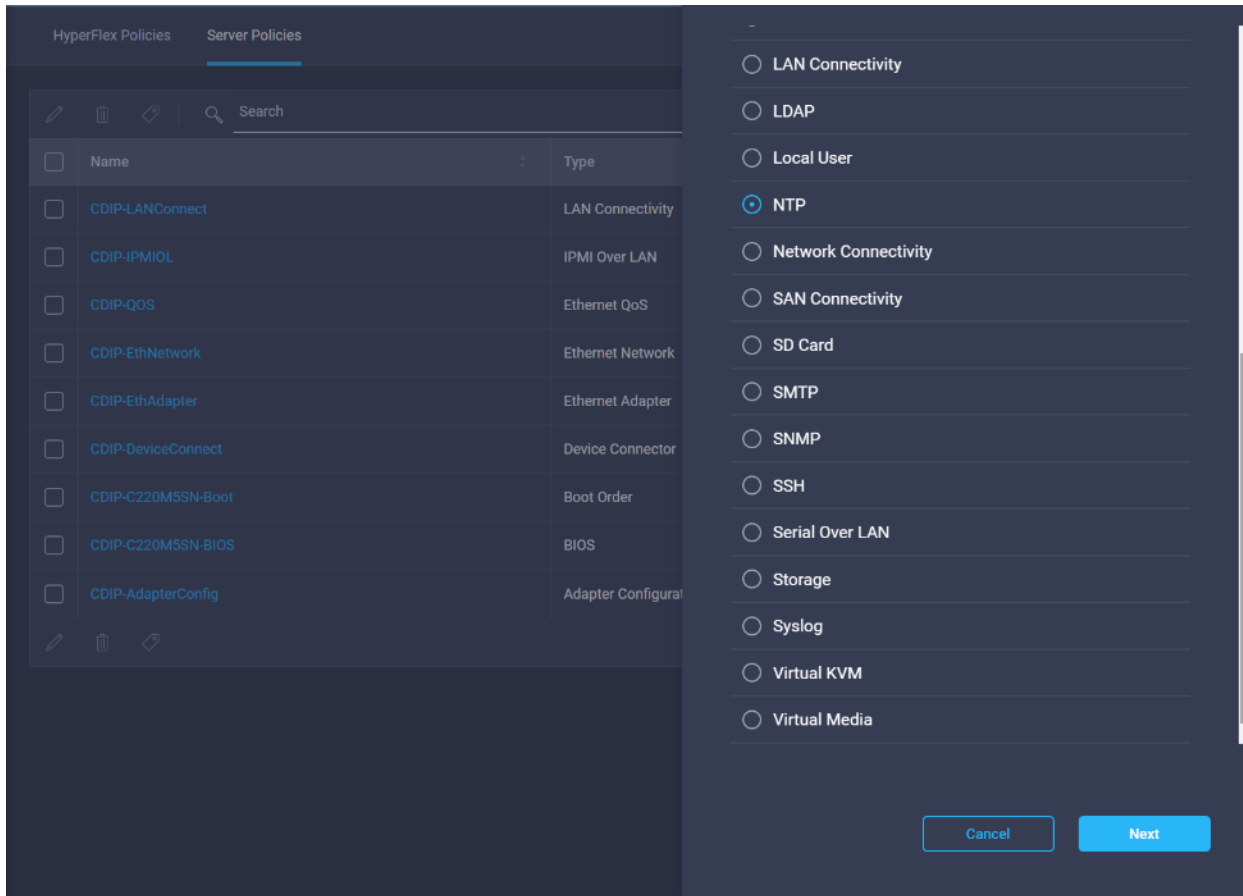 HyperFlex Policies Server Policies
Search
Name Type
CDIP-LANConnect LAN Connectivity
CDIP-IPMIOL IPMI Over LAN
CDIP-QOS Ethernet QoS
CDIP-EthNetwork Ethernet Network
CDIP-EthAdapter Ethernet Adapter
CDIP-DeviceConnect Device Connector
CDIP-C220M5SN-Boot Boot Order
CDIP-C220M5SN-BIOS BIOS
CDIP-AdapterConfig Adapter Configurat
LAN Connectivity
LDAP
Local User
NTP
Network Connectivity
SAN Connectivity
SD Card
SMTP
SNMP
SSH
Serial Over LAN
Storage
Syslog
Virtual KVM
Virtual Media
Cancel Next